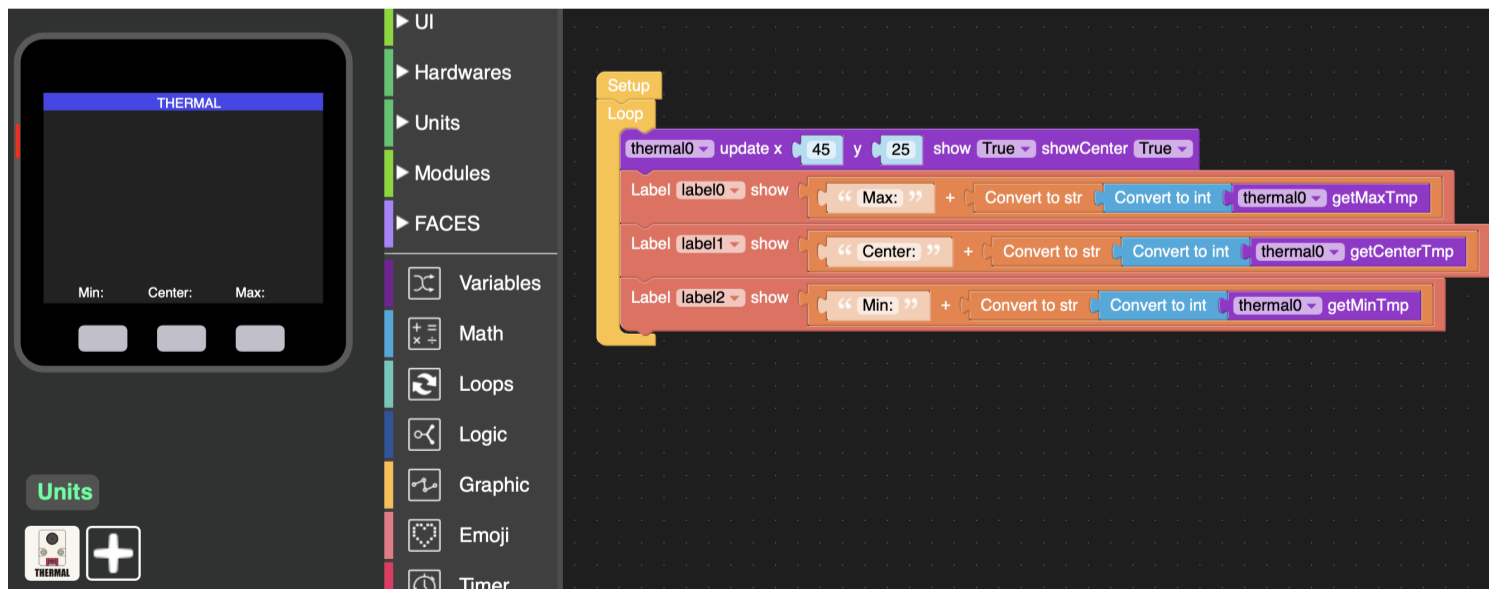 THERMAL
Min: Center: Max:
Units
THERMAL
UI
Hardwares
Units
Modules
FACES
Variables
Math
Loops
Logic
Graphic
Emoji
Timer
Setup
Loop
thermal0 update x 45 y 25 show True showCenter True
Label label0 show “ Max: ” + Convert to str Convert to int thermal0 getMaxTmp
Label label1 show “ Center: ” + Convert to str Convert to int thermal0 getCenterTmp
Label label2 show “ Min: ” + Convert to str Convert to int thermal0 getMinTmp